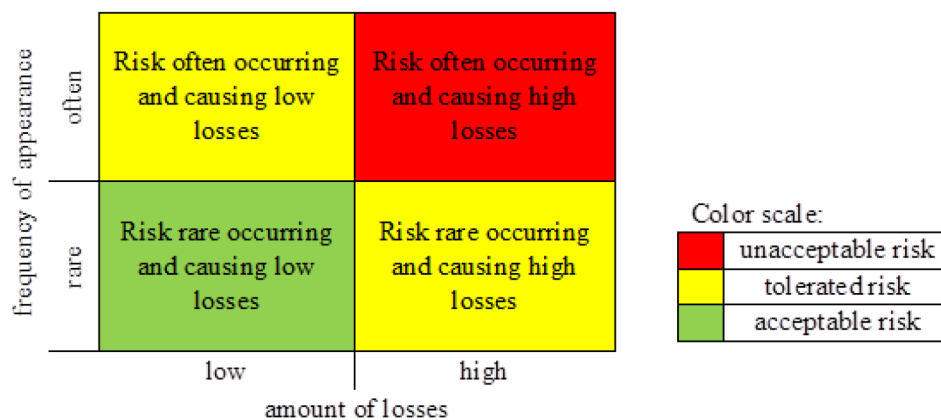 frequency of appearance
often
rare
Risk often occurring
and causing low
losses
Risk often occurring
and causing high
losses
Risk rare occurring
and causing low
losses
Risk rare occurring
and causing high
losses
low
high
amount of losses
Color scale:
unacceptable risk
tolerated risk
acceptable risk